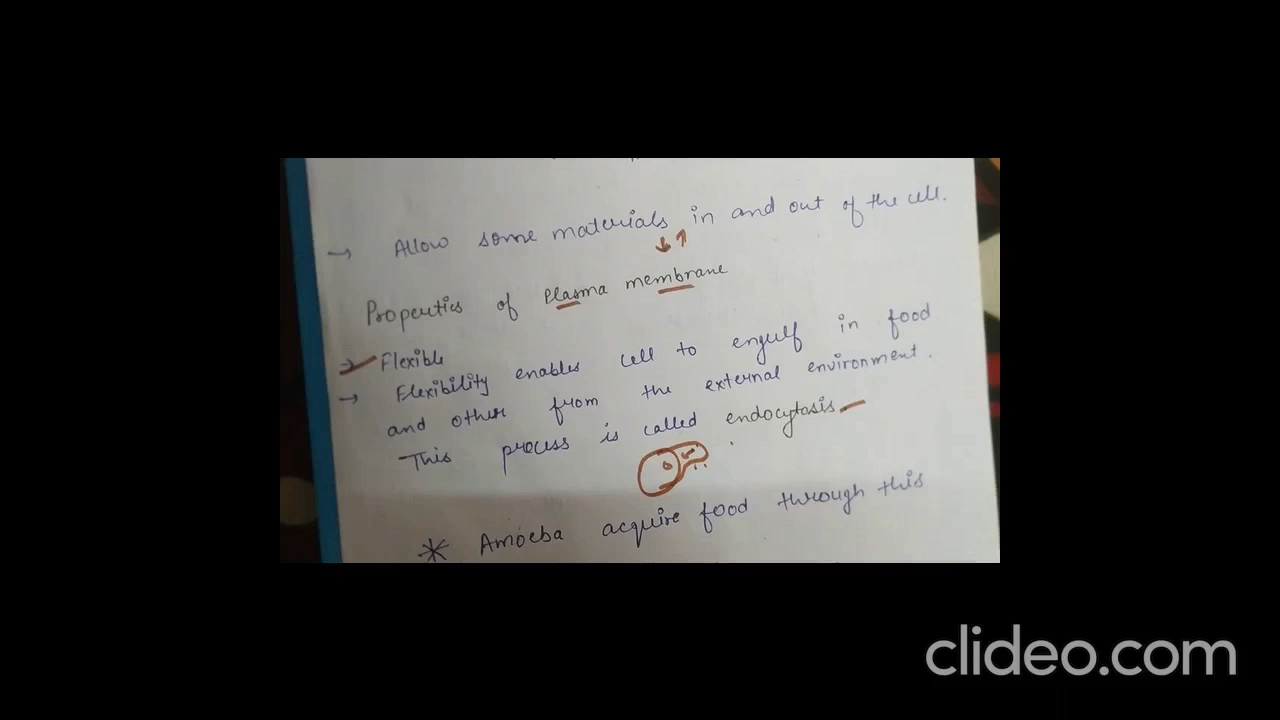 → Allow some materials in and out of the cell.
Properties of Plasma membrane
→ Flexible
→ Flexibility enables cell to engulf in food
and other from the external environment.
This process is called endocytosis
* Amoeba acquire food through this
clideo.com